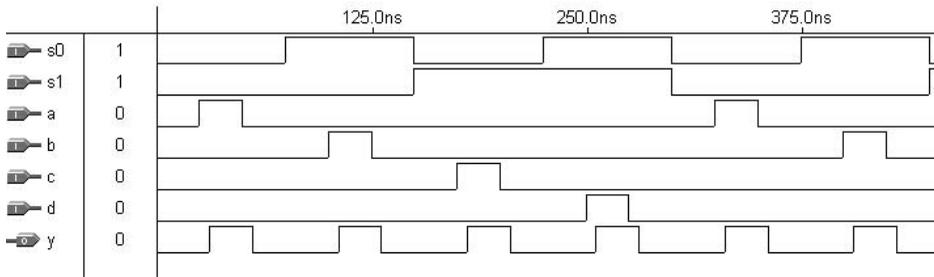 125.0ns 250.0ns 375.0ns
I s0 1
I s1 1
I a 0
I b 0
I c 0
I d 0
O y 0